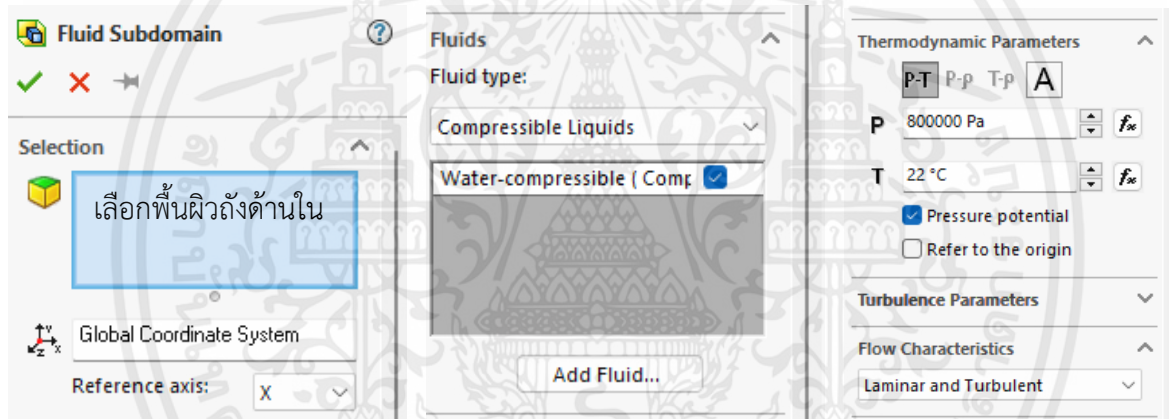 Fluid Subdomain
Selection
เลือกพื้นผิวถังด้านใน
Global Coordinate System
Reference axis: X
Fluids
Fluid type:
Compressible Liquids
Water-compressible ( Comp
Add Fluid...
Thermodynamic Parameters
P-T P-ρ T-ρ A
P 800000 Pa
T 22 °C
Pressure potential
Refer to the origin
Turbulence Parameters
Flow Characteristics
Laminar and Turbulent